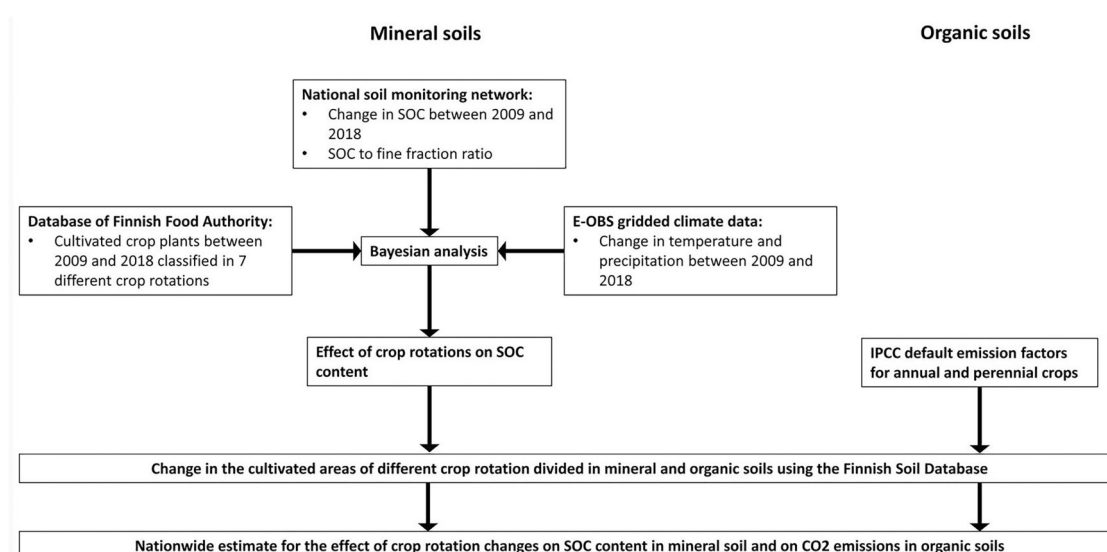 Mineral soils
Organic soils
National soil monitoring network:
• Change in SOC between 2009 and
2018
• SOC to fine fraction ratio
Database of Finnish Food Authority:
• Cultivated crop plants between
2009 and 2018 classified in 7
different crop rotations
Bayesian analysis
E-OBS gridded climate data:
• Change in temperature and
precipitation between 2009 and
2018
Effect of crop rotations on SOC
content
IPCC default emission factors
for annual and perennial crops
Change in the cultivated areas of different crop rotation divided in mineral and organic soils using the Finnish Soil Database
Nationwide estimate for the effect of crop rotation changes on SOC content in mineral soil and on CO2 emissions in organic soils